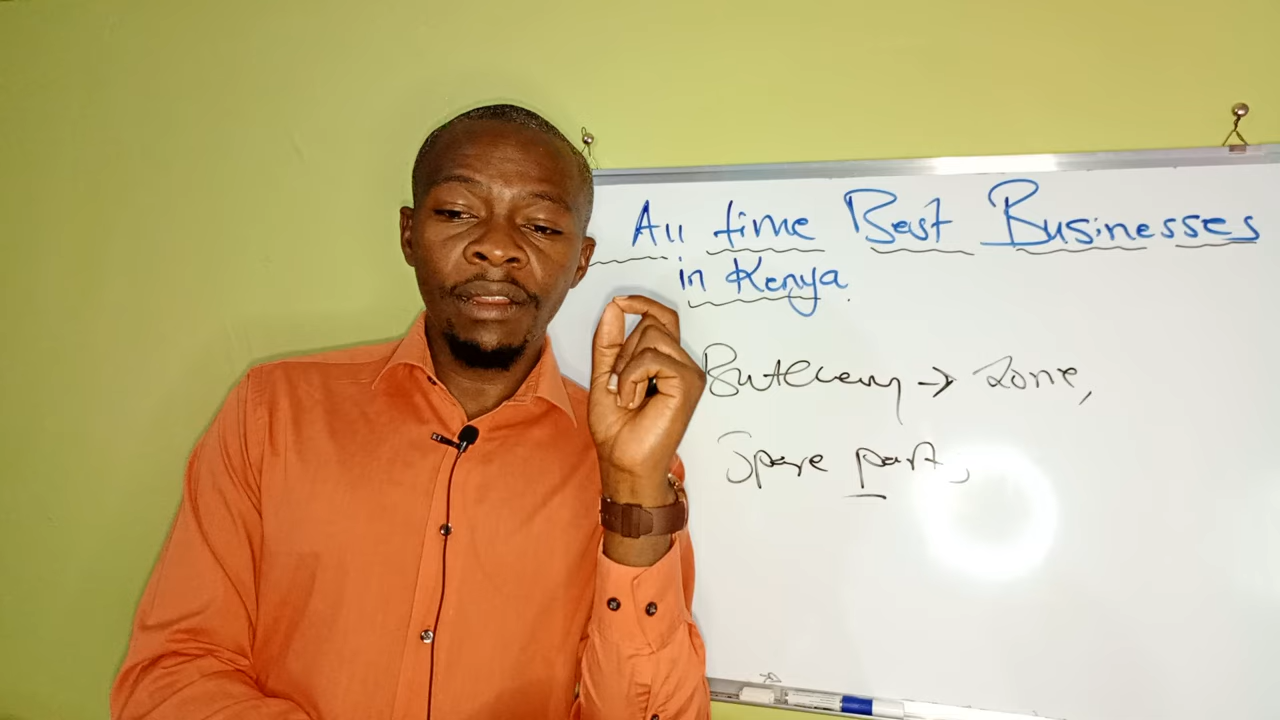 All time Best Businesses
in Kenya.
Butchery → Zone,
Spare part,